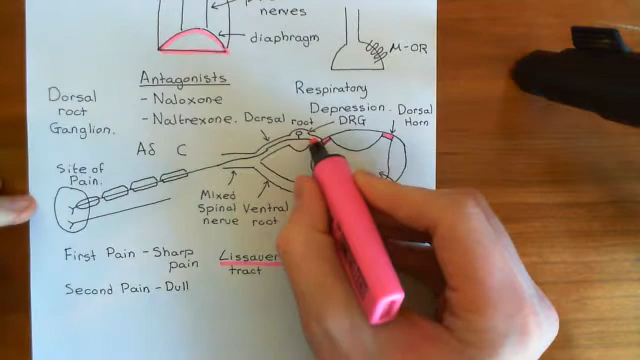 nerves
diaphragm
M-OR
Antagonists
- Naloxone
- Naltrexone.
Respiratory
Depression.
Dorsal
root
Ganglion.
Dorsal root
DRG
Dorsal
Horn
Aδ C
Site of
Pain.
Mixed
Spinal
nerve
Ventral
root
First Pain - Sharp
pain
Lissauer
tract
Second Pain - Dull